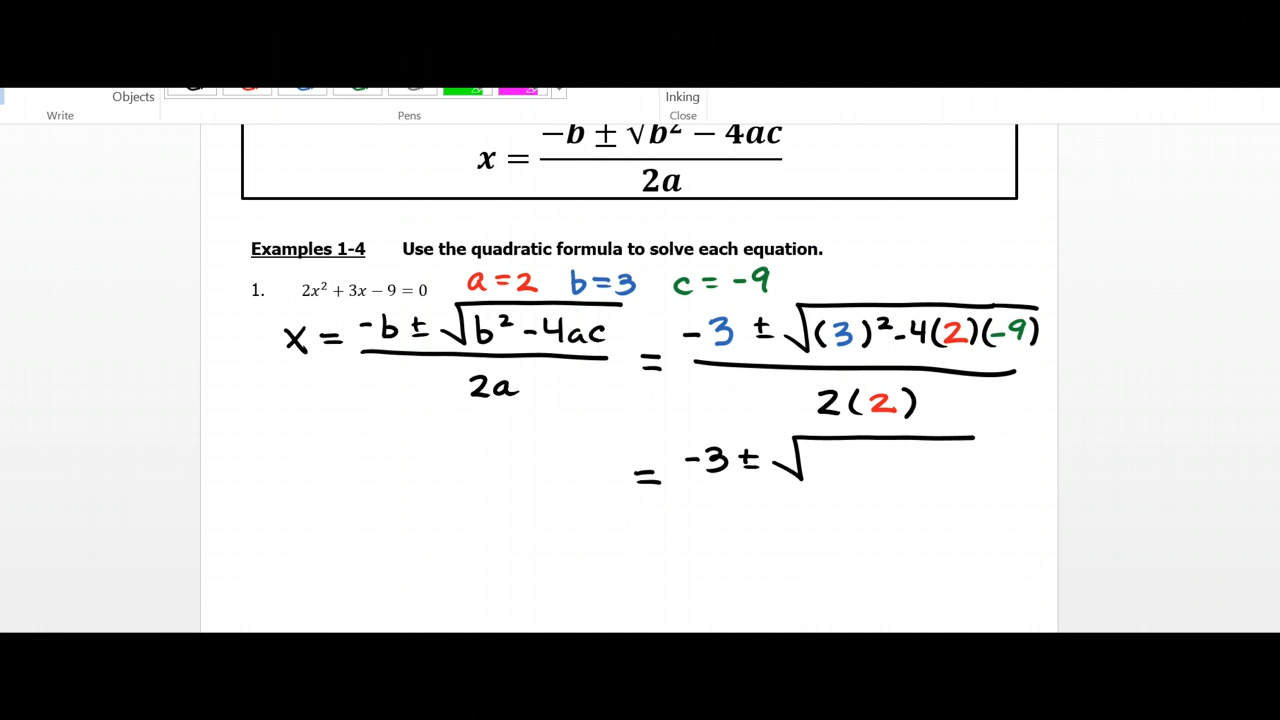 Objects
Inking
Write
Pens
Close
x = (−b ± √b² − 4ac) / 2a
Examples 1-4 Use the quadratic formula to solve each equation.
1. 2x² + 3x − 9 = 0 a = 2 b = 3 c = -9
x = (-b ± √(b² - 4ac)) / 2a = (-3 ± √((3)² - 4(2)(-9))) / 2(2)
= -3 ± √